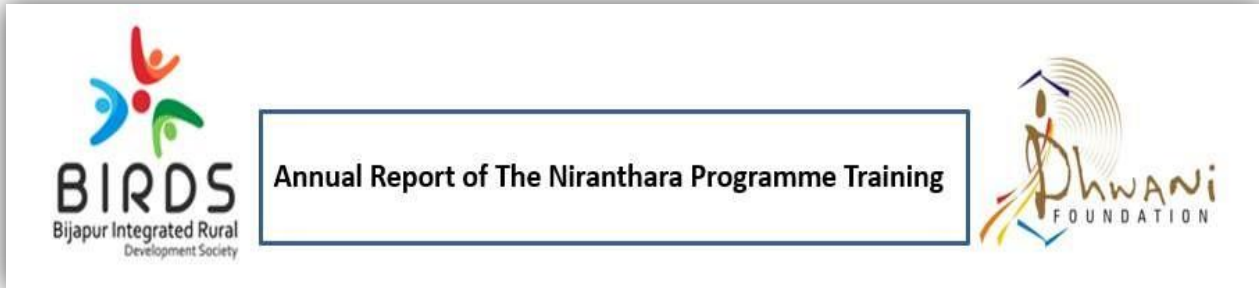 BIRDS
Bijapur Integrated Rural
Development Society
Annual Report of The Niranthara Programme Training
Dhwani
FOUNDATION